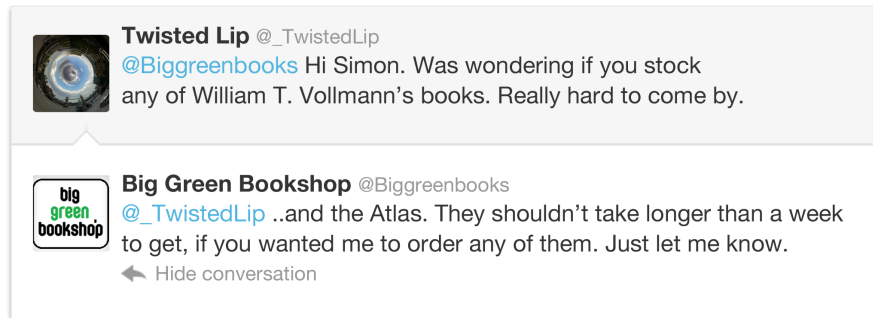 Twisted Lip @_TwistedLip
@Biggreenbooks Hi Simon. Was wondering if you stock
any of William T. Vollmann’s books. Really hard to come by.
big
green
bookshop
Big Green Bookshop @Biggreenbooks
@_TwistedLip ..and the Atlas. They shouldn’t take longer than a week
to get, if you wanted me to order any of them. Just let me know.
Hide conversation